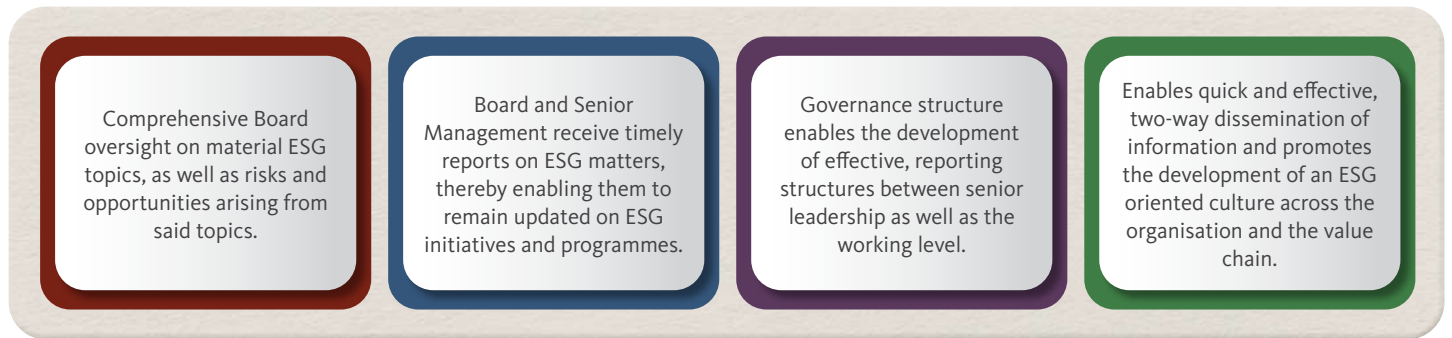 Comprehensive Board
oversight on material ESG
topics, as well as risks and
opportunities arising from
said topics.
Board and Senior
Management receive timely
reports on ESG matters,
thereby enabling them to
remain updated on ESG
initiatives and programmes.
Governance structure
enables the development
of effective, reporting
structures between senior
leadership as well as the
working level.
Enables quick and effective,
two-way dissemination of
information and promotes
the development of an ESG
oriented culture across the
organisation and the value
chain.